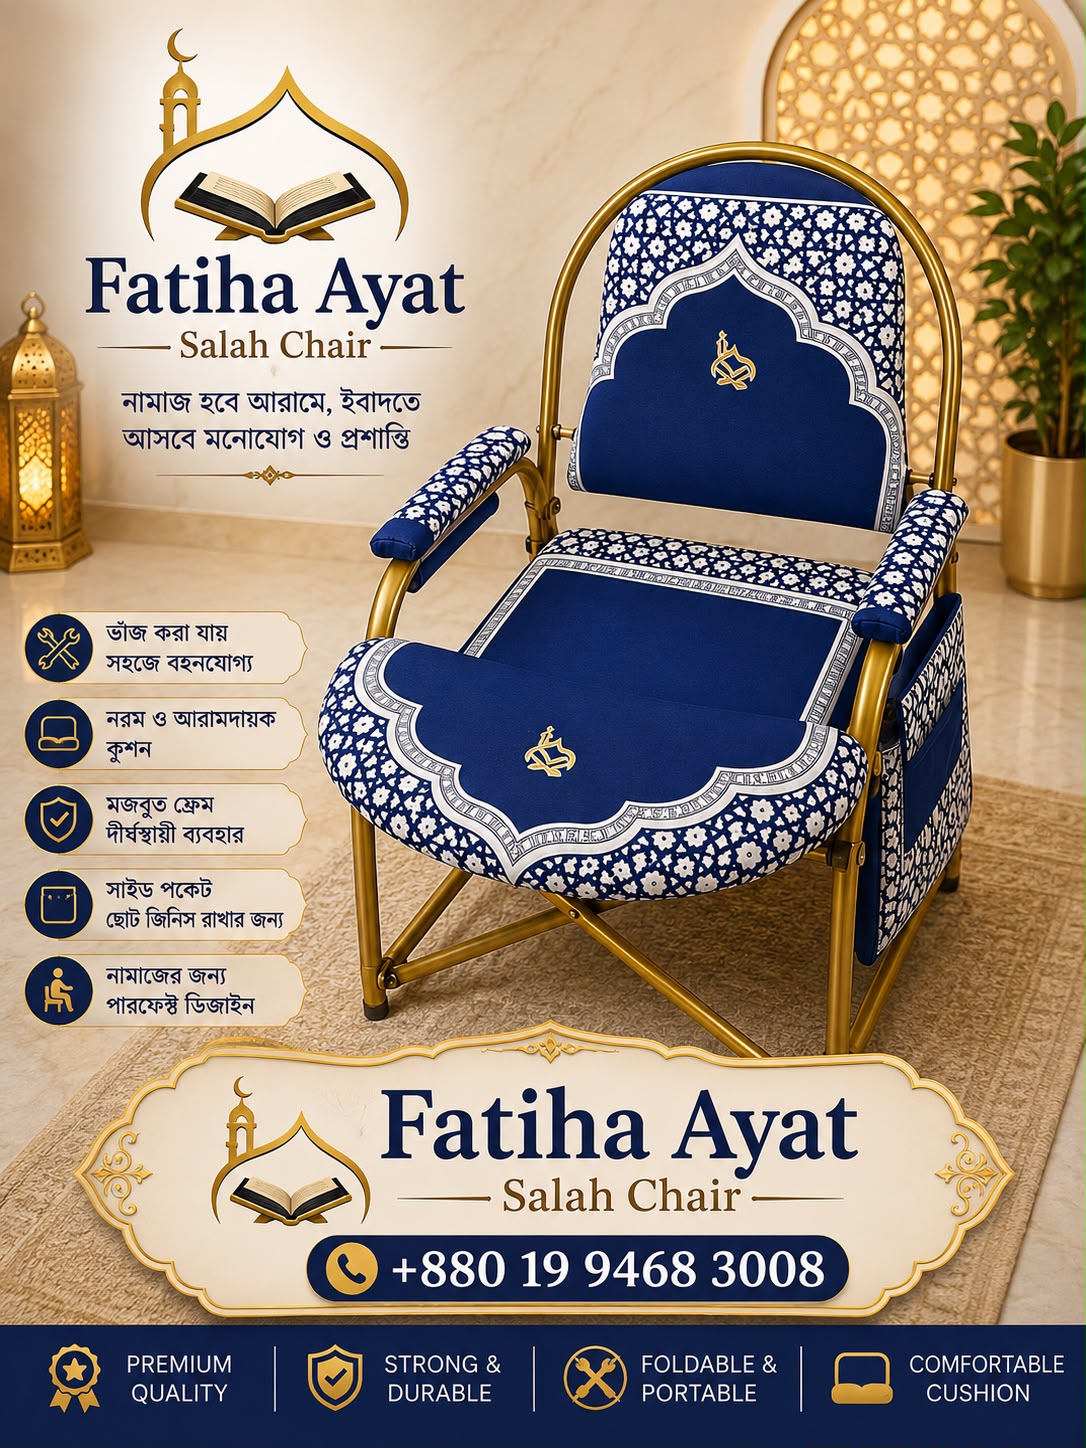 Fatiha Ayat
Salah Chair
নামাজ হবে আরামে, ইবাদতে
আসবে মনোযোগ ও প্রশান্তি
ভাঁজ করা যায়
সহজে বহনযোগ্য
নরম ও আরামদায়ক
কুশন
মজবুত ফ্রেম
দীর্ঘস্থায়ী ব্যবহার
সাইড পকেট
ছোট জিনিস রাখার জন্য
নামাজের জন্য
পারফেক্ট ডিজাইন
Fatiha Ayat
Salah Chair
+880 19 9468 3008
PREMIUM
QUALITY
STRONG &
DURABLE
FOLDABLE &
PORTABLE
COMFORTABLE
CUSHION